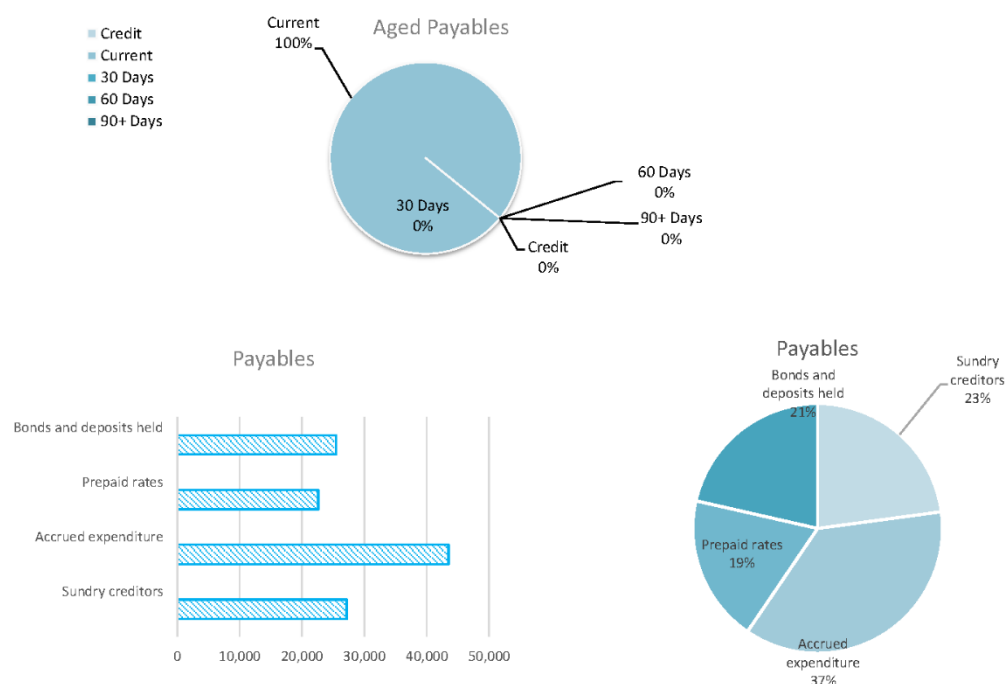 Aged Payables
Credit
Current
30 Days
60 Days
90+ Days
Current
100%
60 Days
0%
30 Days
0%
90+ Days
0%
Credit
0%
Payables
Bonds and deposits held
Prepaid rates
Accrued expenditure
Sundry creditors
0
10,000
20,000
30,000
40,000
50,000
Payables
Bonds and
deposits held
21%
Sundry
creditors
23%
Prepaid rates
19%
Accrued
expenditure
37%